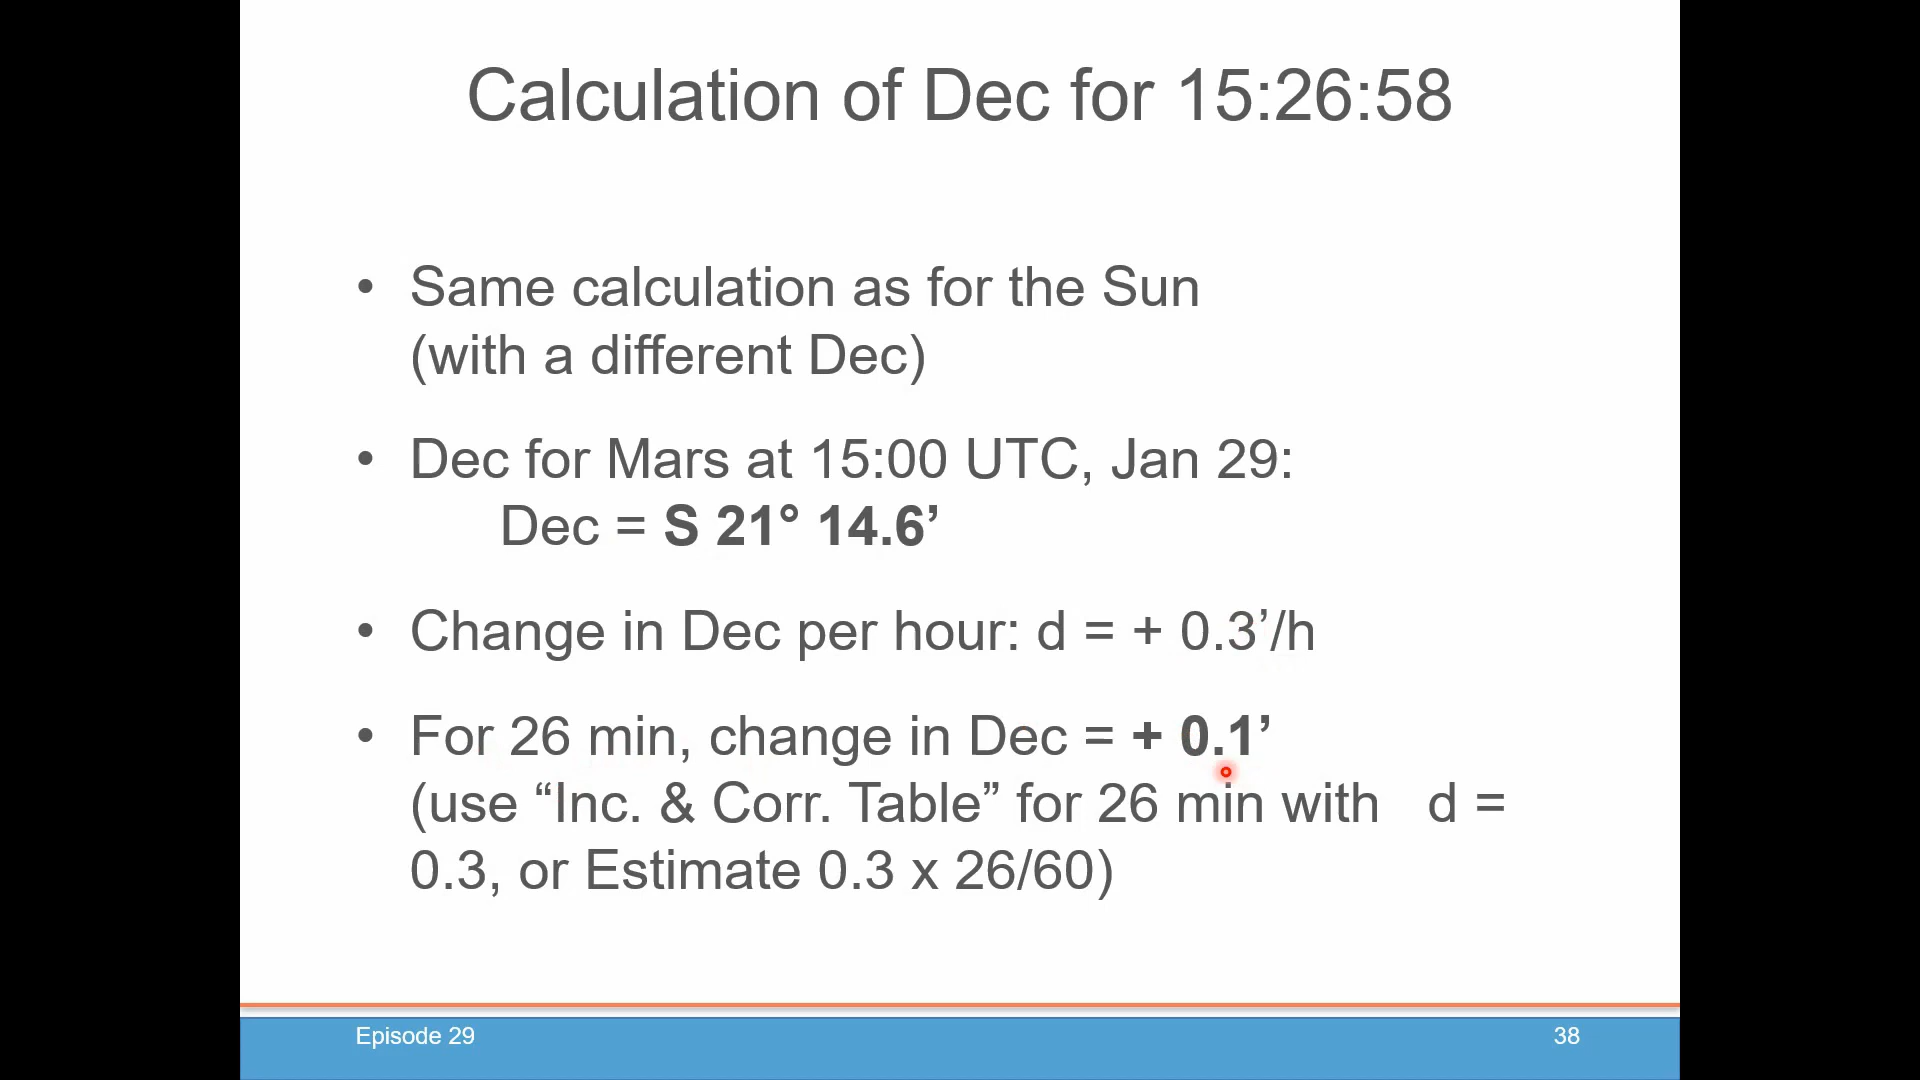 Calculation of Dec for 15:26:58
• Same calculation as for the Sun
(with a different Dec)
• Dec for Mars at 15:00 UTC, Jan 29:
Dec = S 21° 14.6’
• Change in Dec per hour: d = + 0.3’/h
• For 26 min, change in Dec = + 0.1’
(use “Inc. & Corr. Table” for 26 min with d =
0.3, or Estimate 0.3 x 26/60)
Episode 29
38